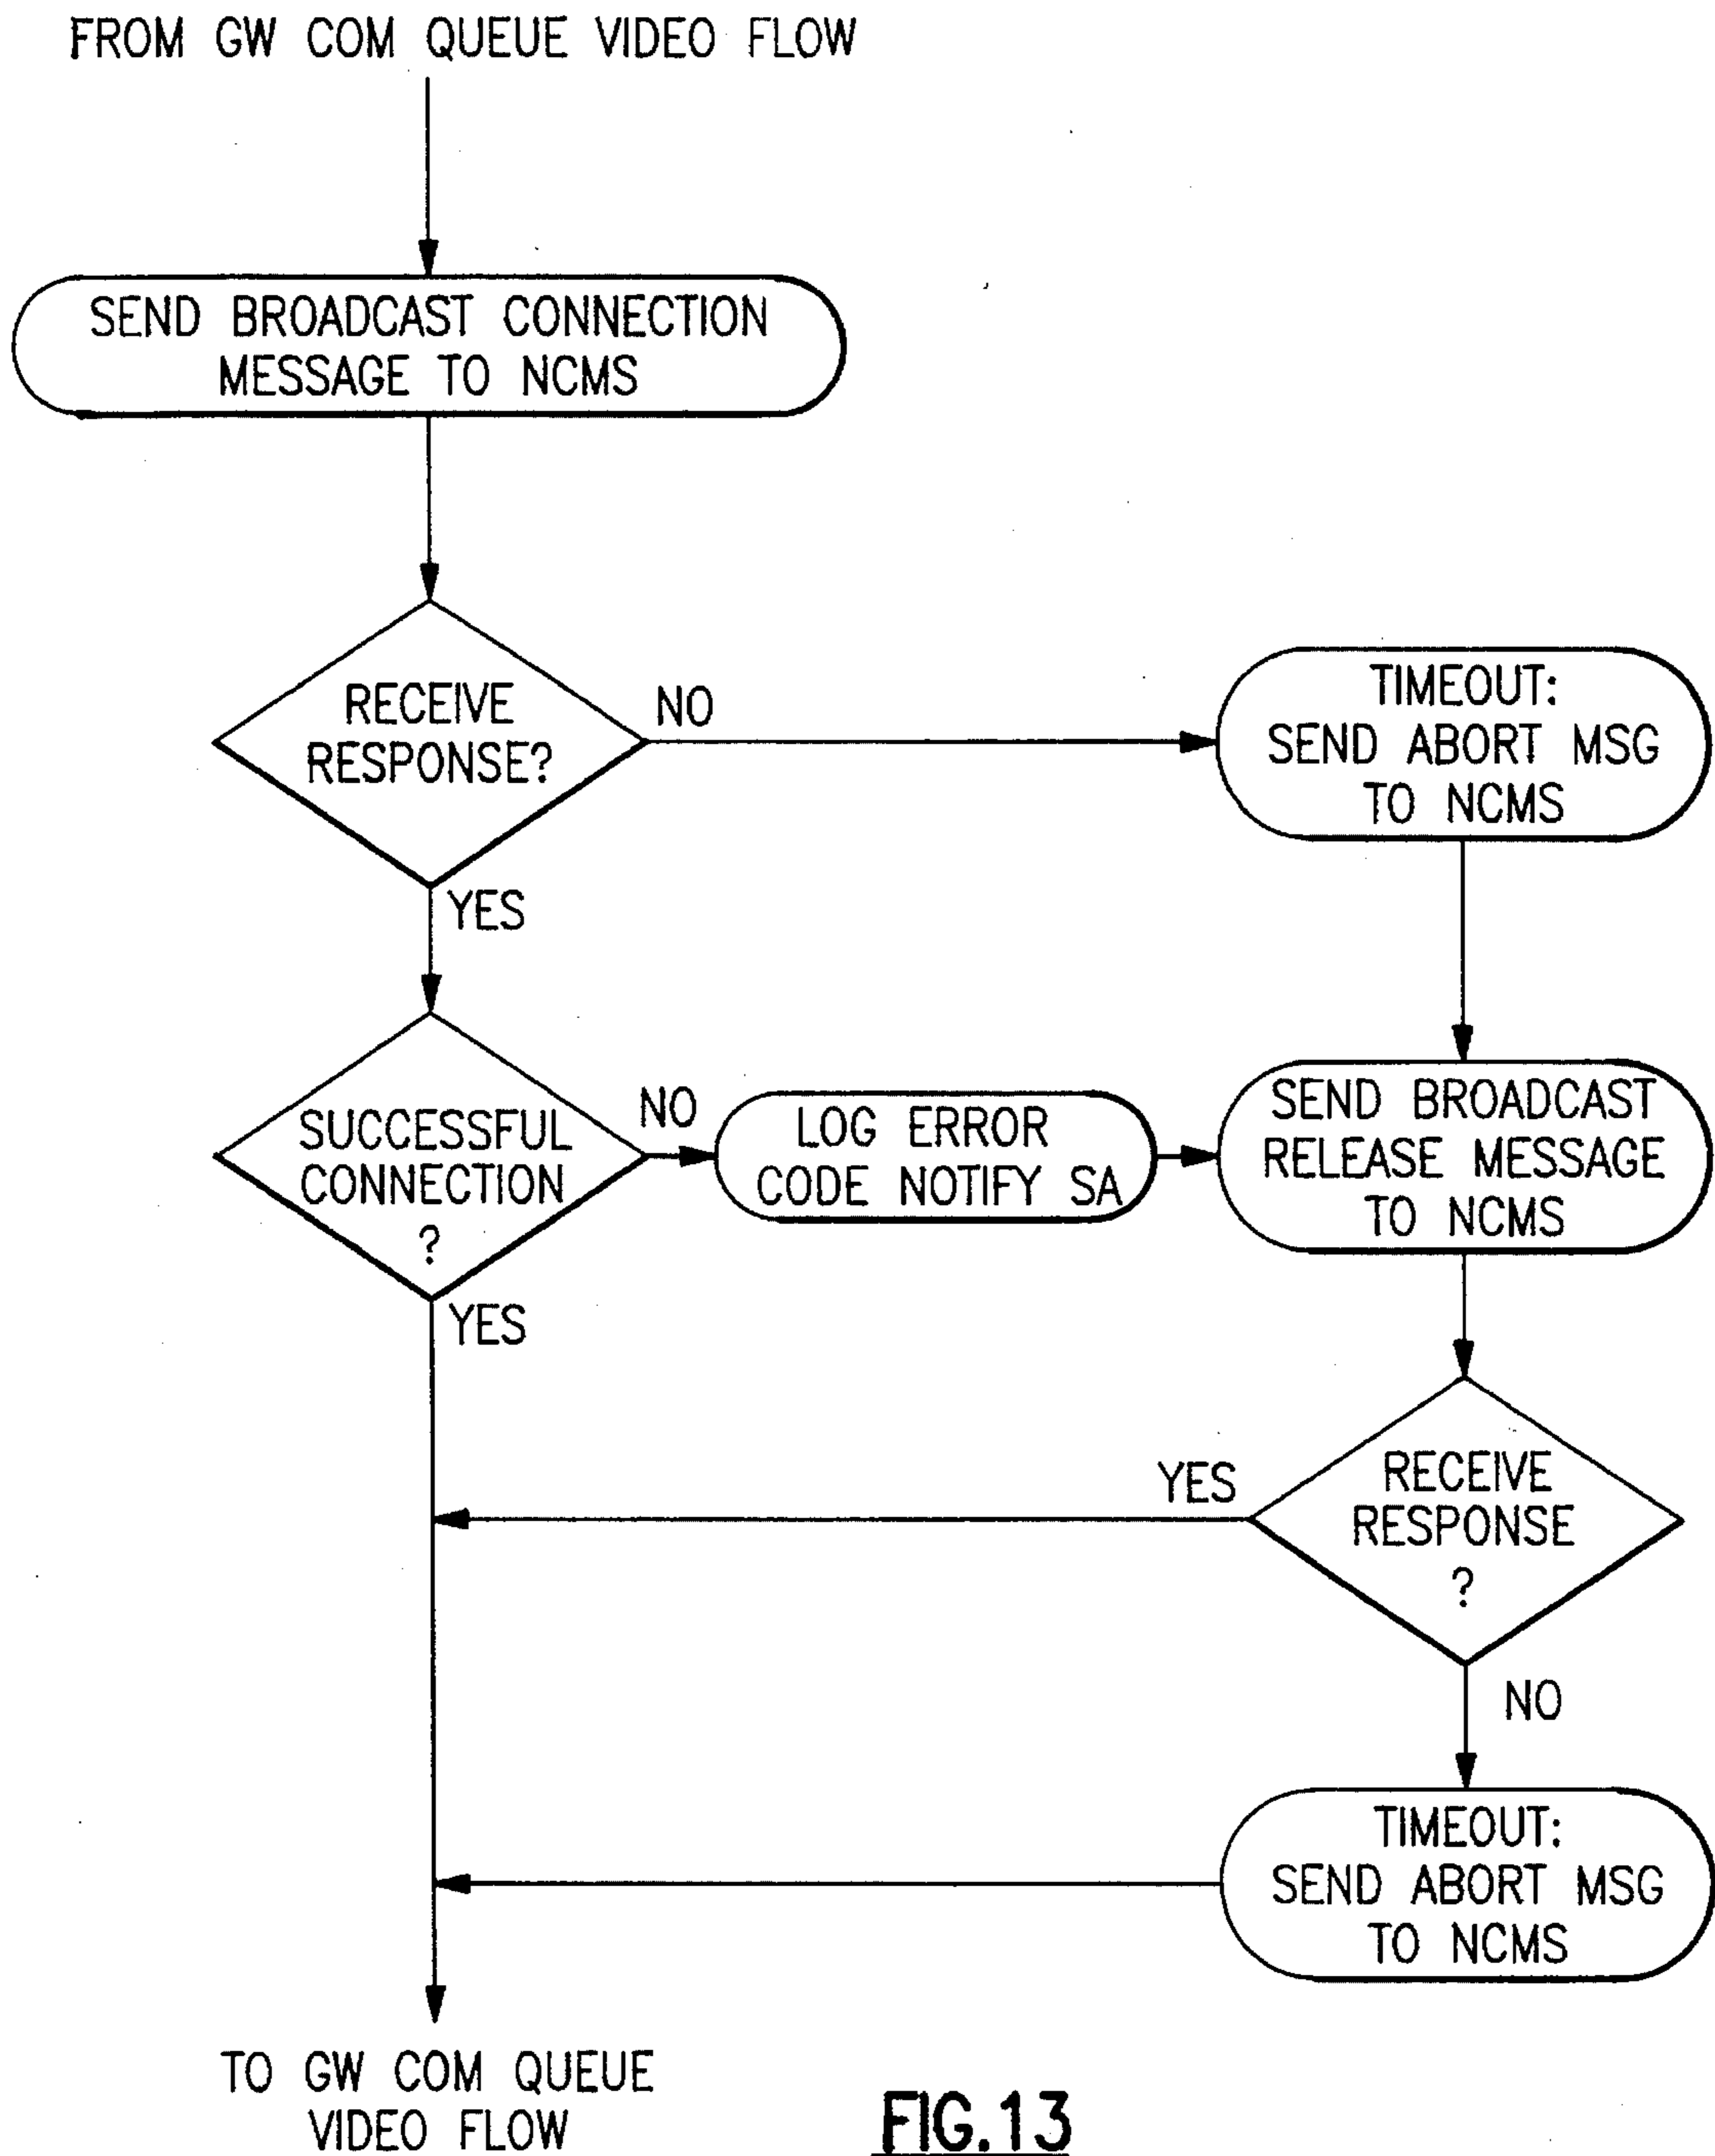 FROM GW COM QUEUE VIDEO FLOW
SEND BROADCAST CONNECTION
MESSAGE TO NCMS
RECEIVE
RESPONSE?
NO
TIMEOUT:
SEND ABORT MSG
TO NCMS
YES
SUCCESSFUL
CONNECTION
?
NO
LOG ERROR
CODE NOTIFY SA
SEND BROADCAST
RELEASE MESSAGE
TO NCMS
YES
RECEIVE
RESPONSE
?
YES
NO
TIMEOUT:
SEND ABORT MSG
TO NCMS
TO GW COM QUEUE
VIDEO FLOW
FIG.13